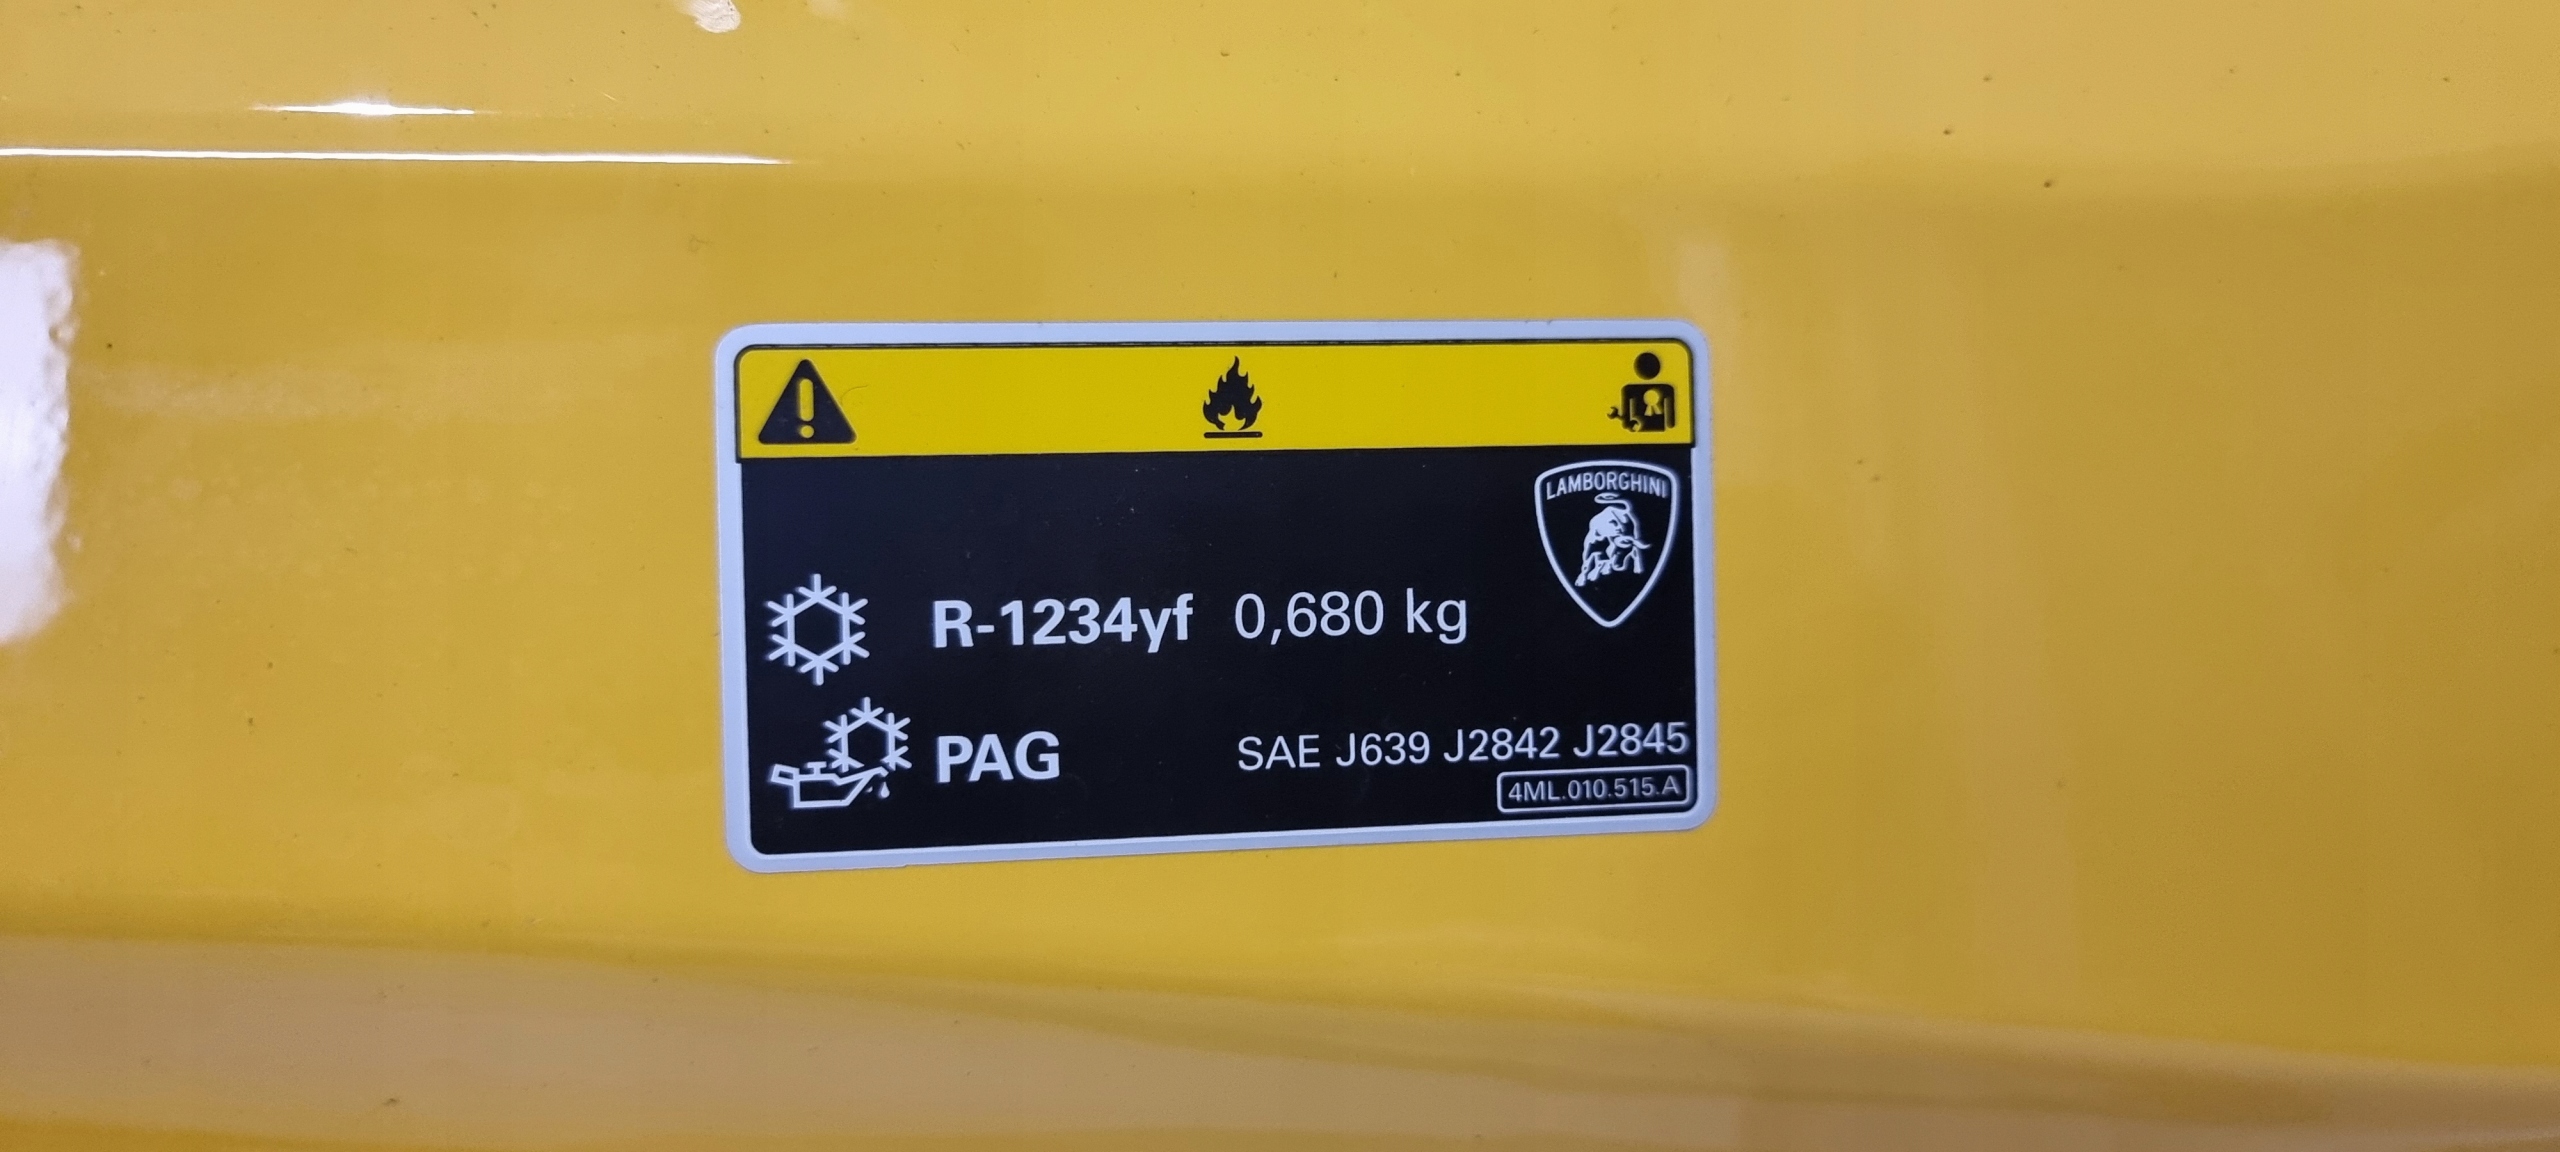 LAMBORGHINI
R-1234yf 0,680 kg
PAG
SAE J639 J2842 J2845
4ML.010.515.A